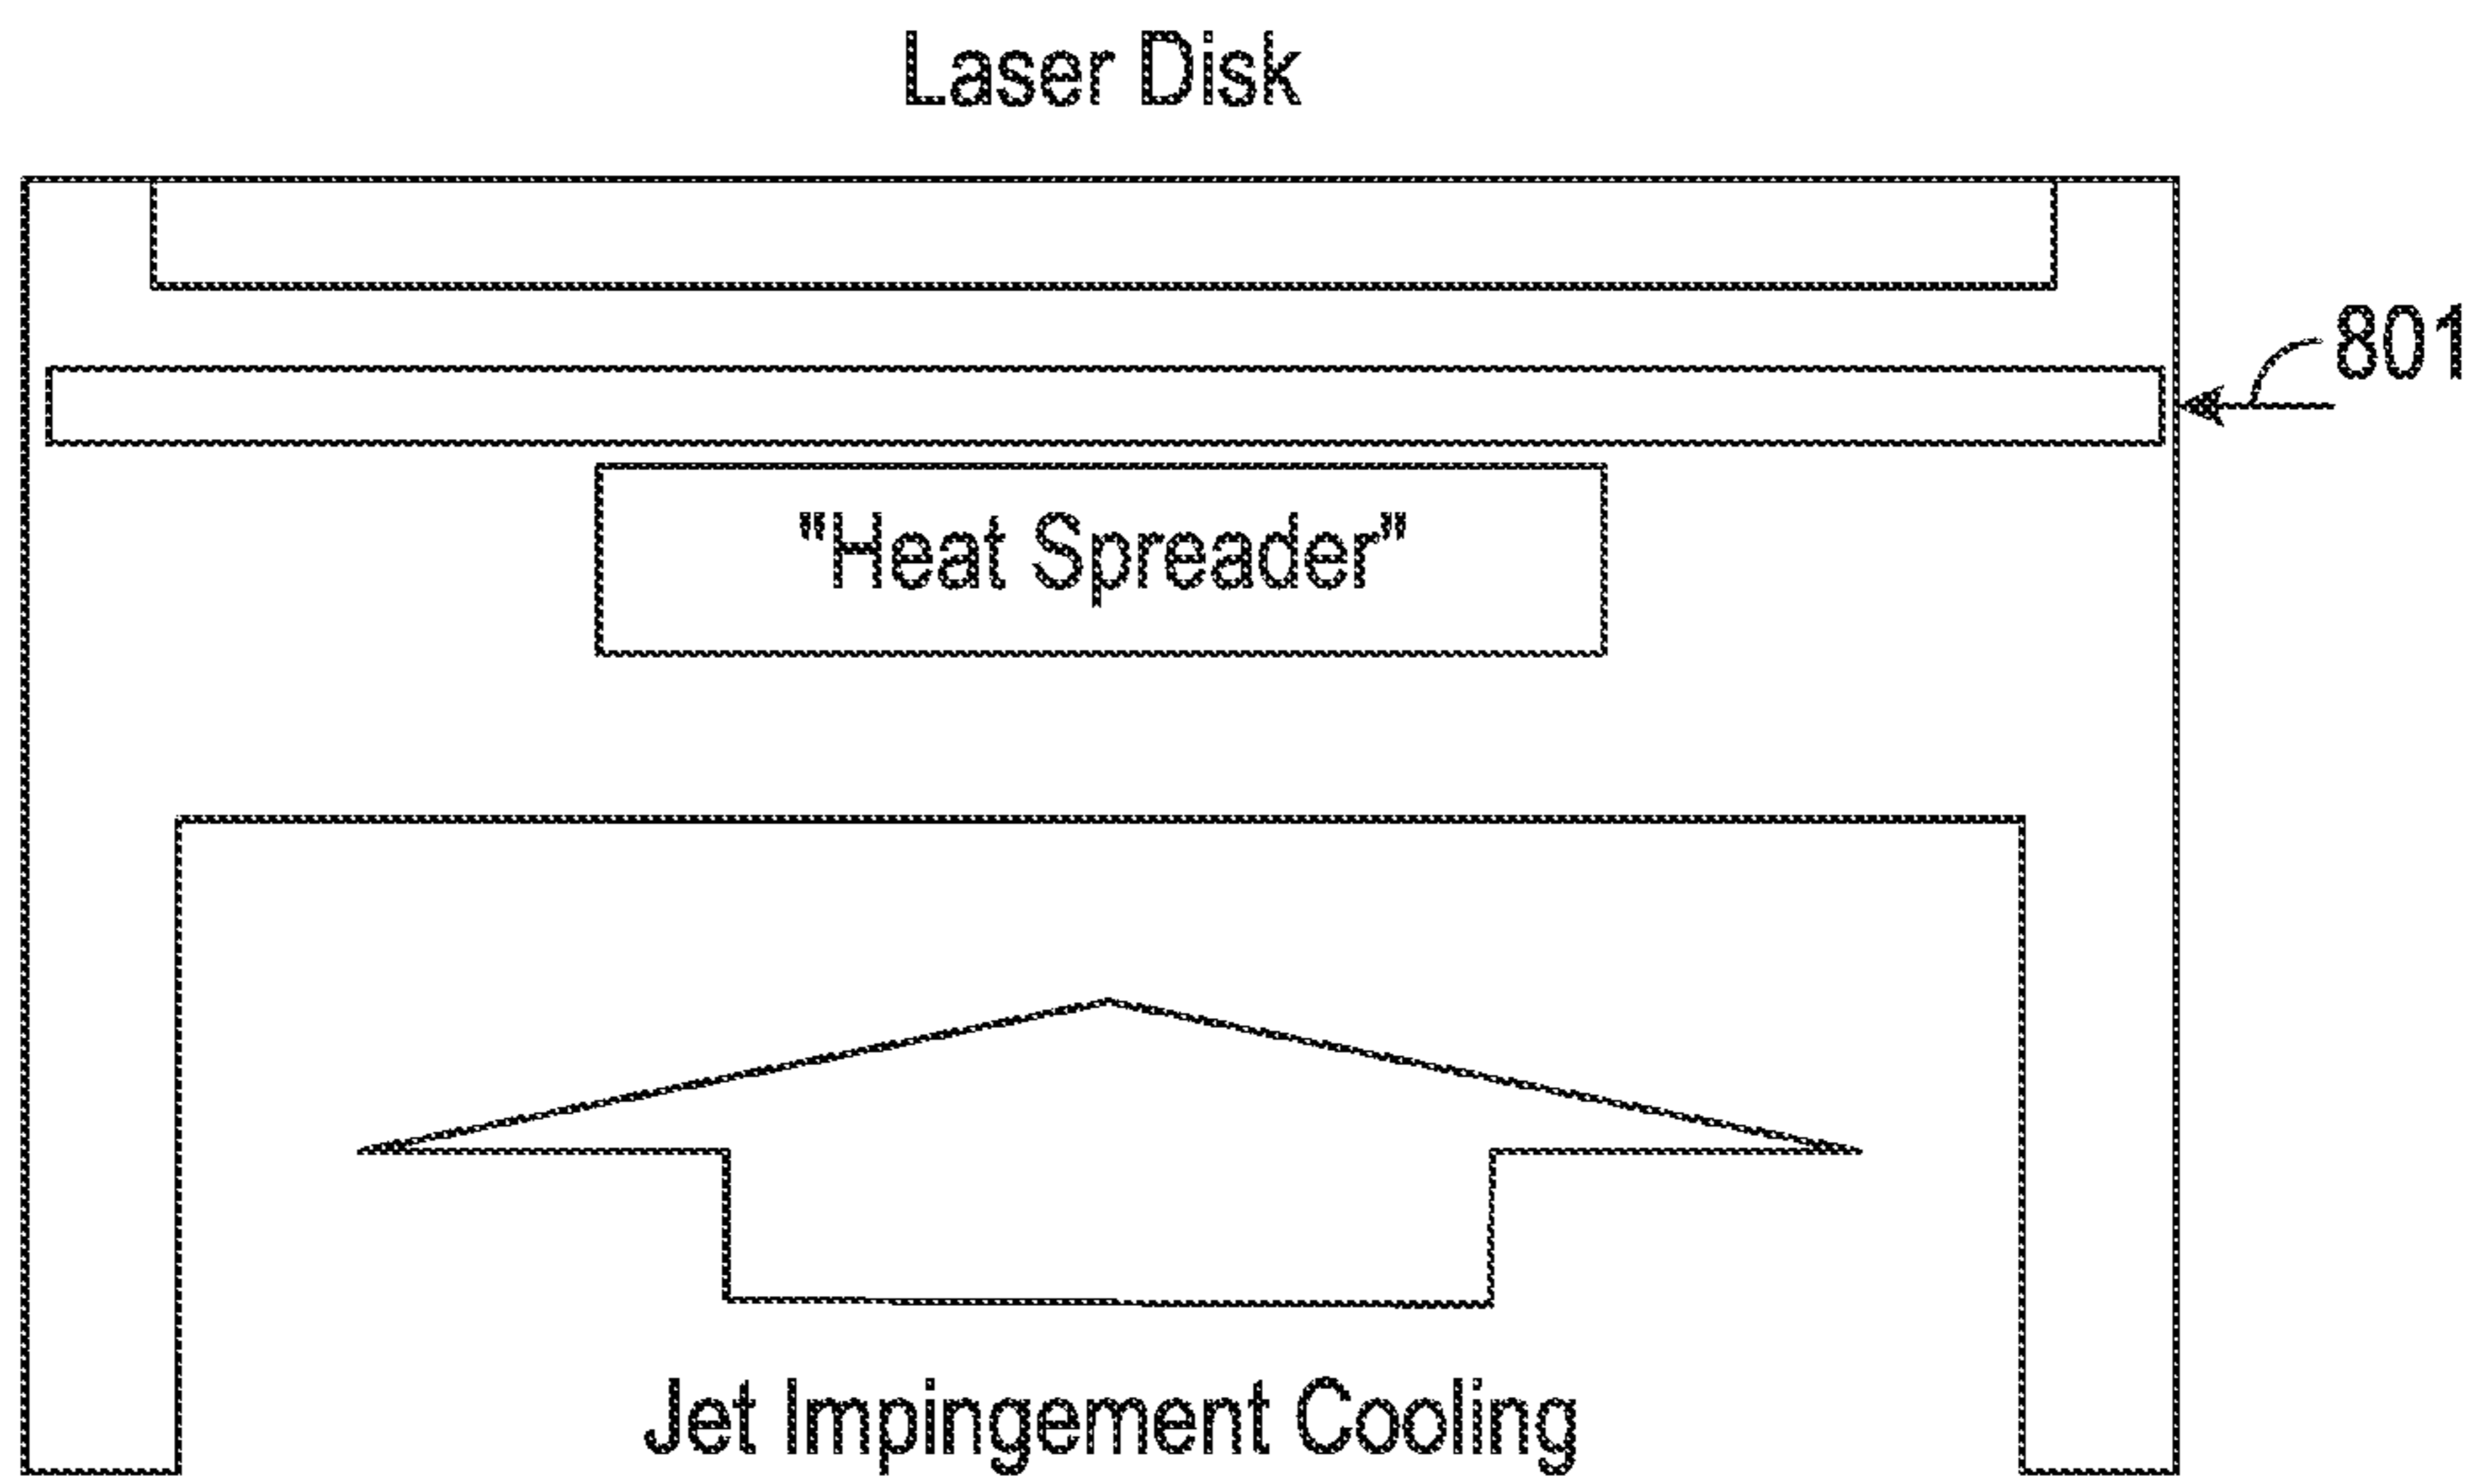 Laser Disk
801
"Heat Spreader"
Jet Impingement Cooling